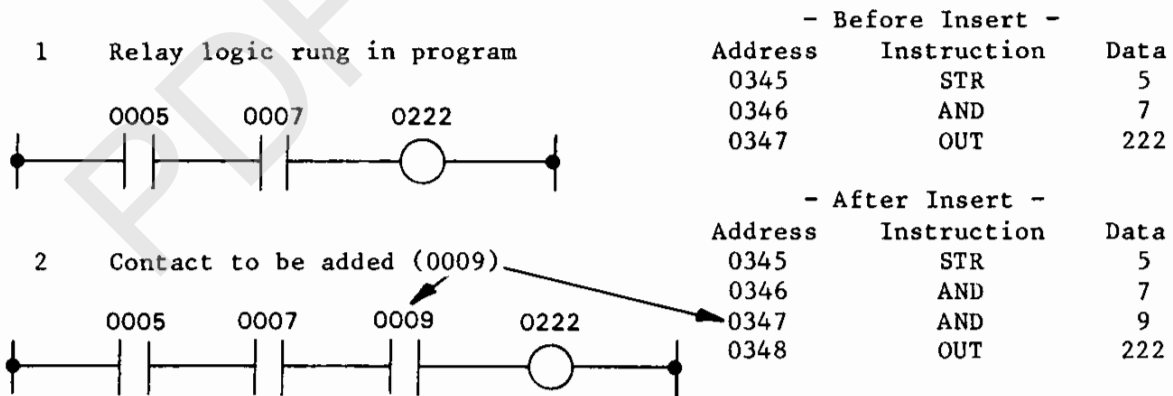 1 Relay logic rung in program
0005 0007 0222
2 Contact to be added (0009)
0005 0007 0009 0222
- Before Insert -
Address Instruction Data
0345 STR 5
0346 AND 7
0347 OUT 222
- After Insert -
Address Instruction Data
0345 STR 5
0346 AND 7
0347 AND 9
0348 OUT 222